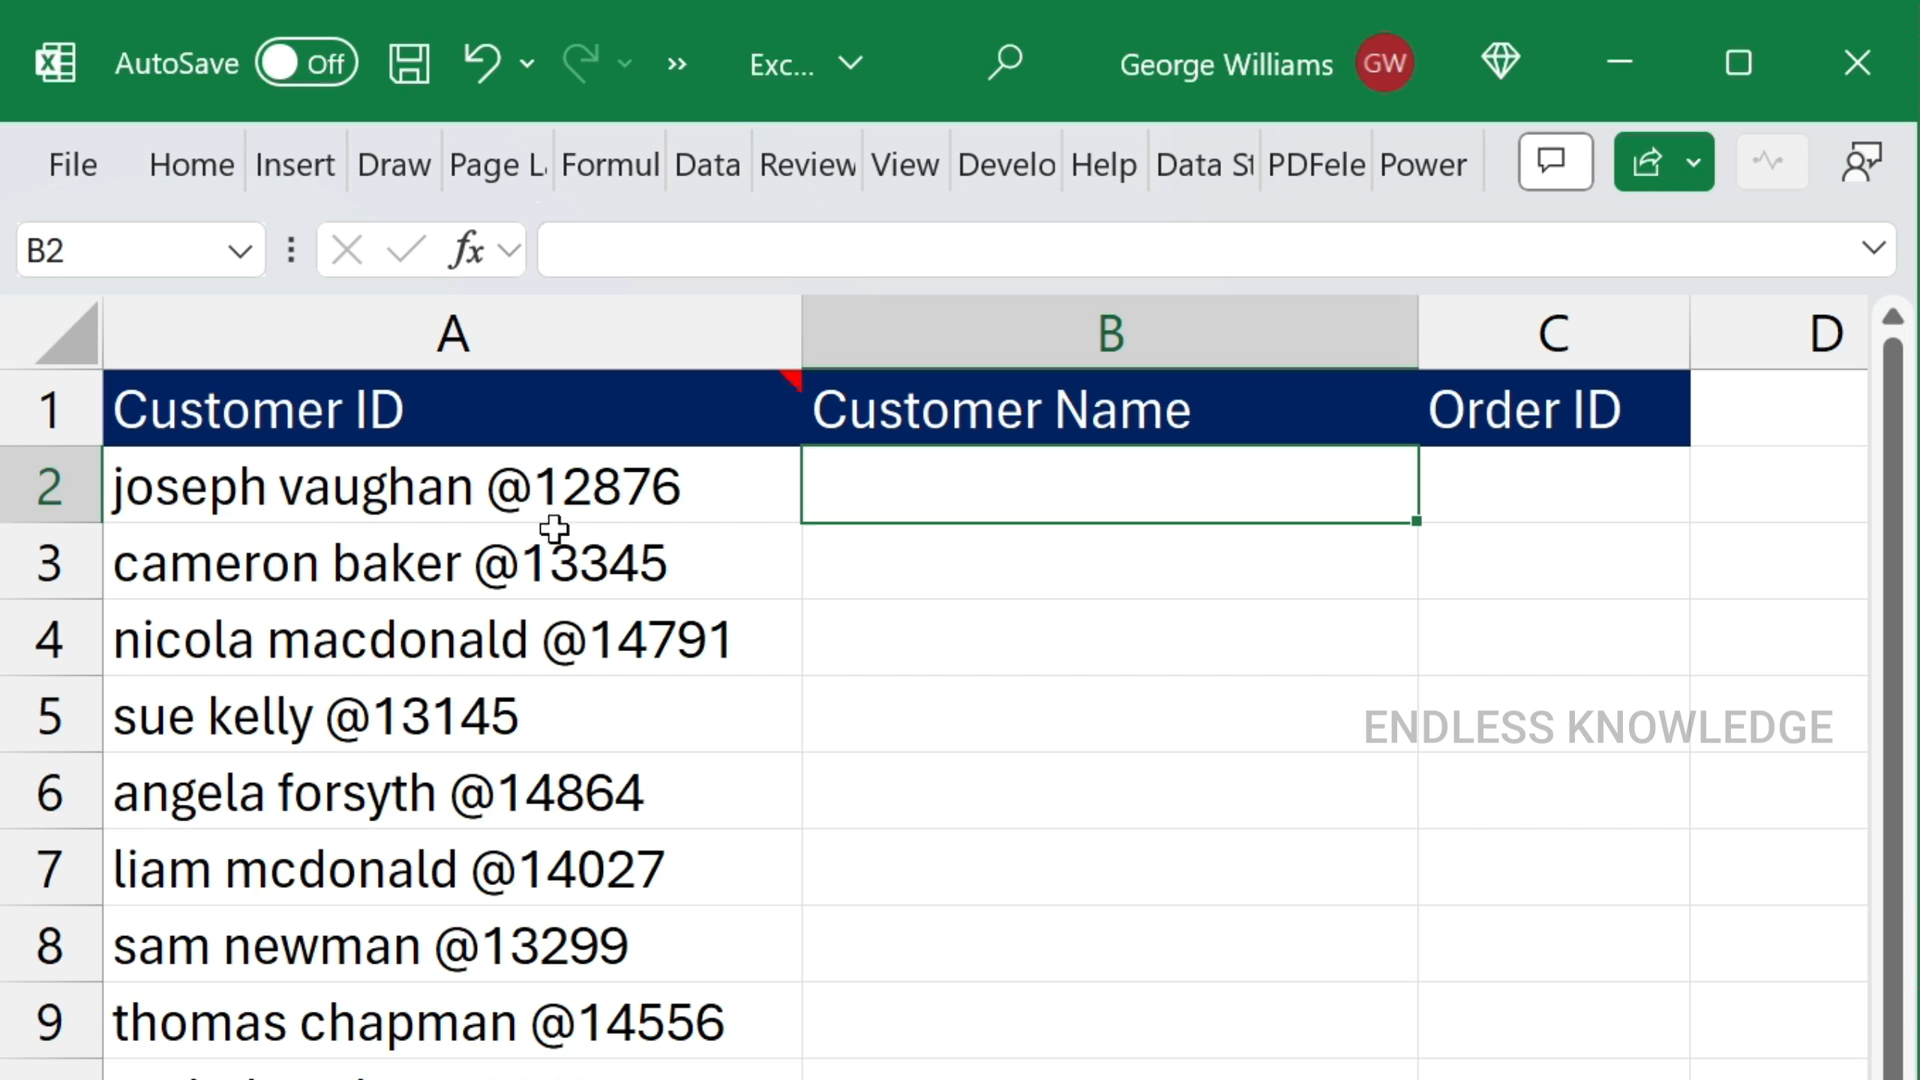 AutoSave Off Exc... George Williams GW
File Home Insert Draw Page L Formul Data Review View Develo Help Data St PDFele Power
B2 fx
A B C D
1 Customer ID Customer Name Order ID
2 joseph vaughan @12876
3 cameron baker @13345
4 nicola macdonald @14791
5 sue kelly @13145
ENDLESS KNOWLEDGE
6 angela forsyth @14864
7 liam mcdonald @14027
8 sam newman @13299
9 thomas chapman @14556